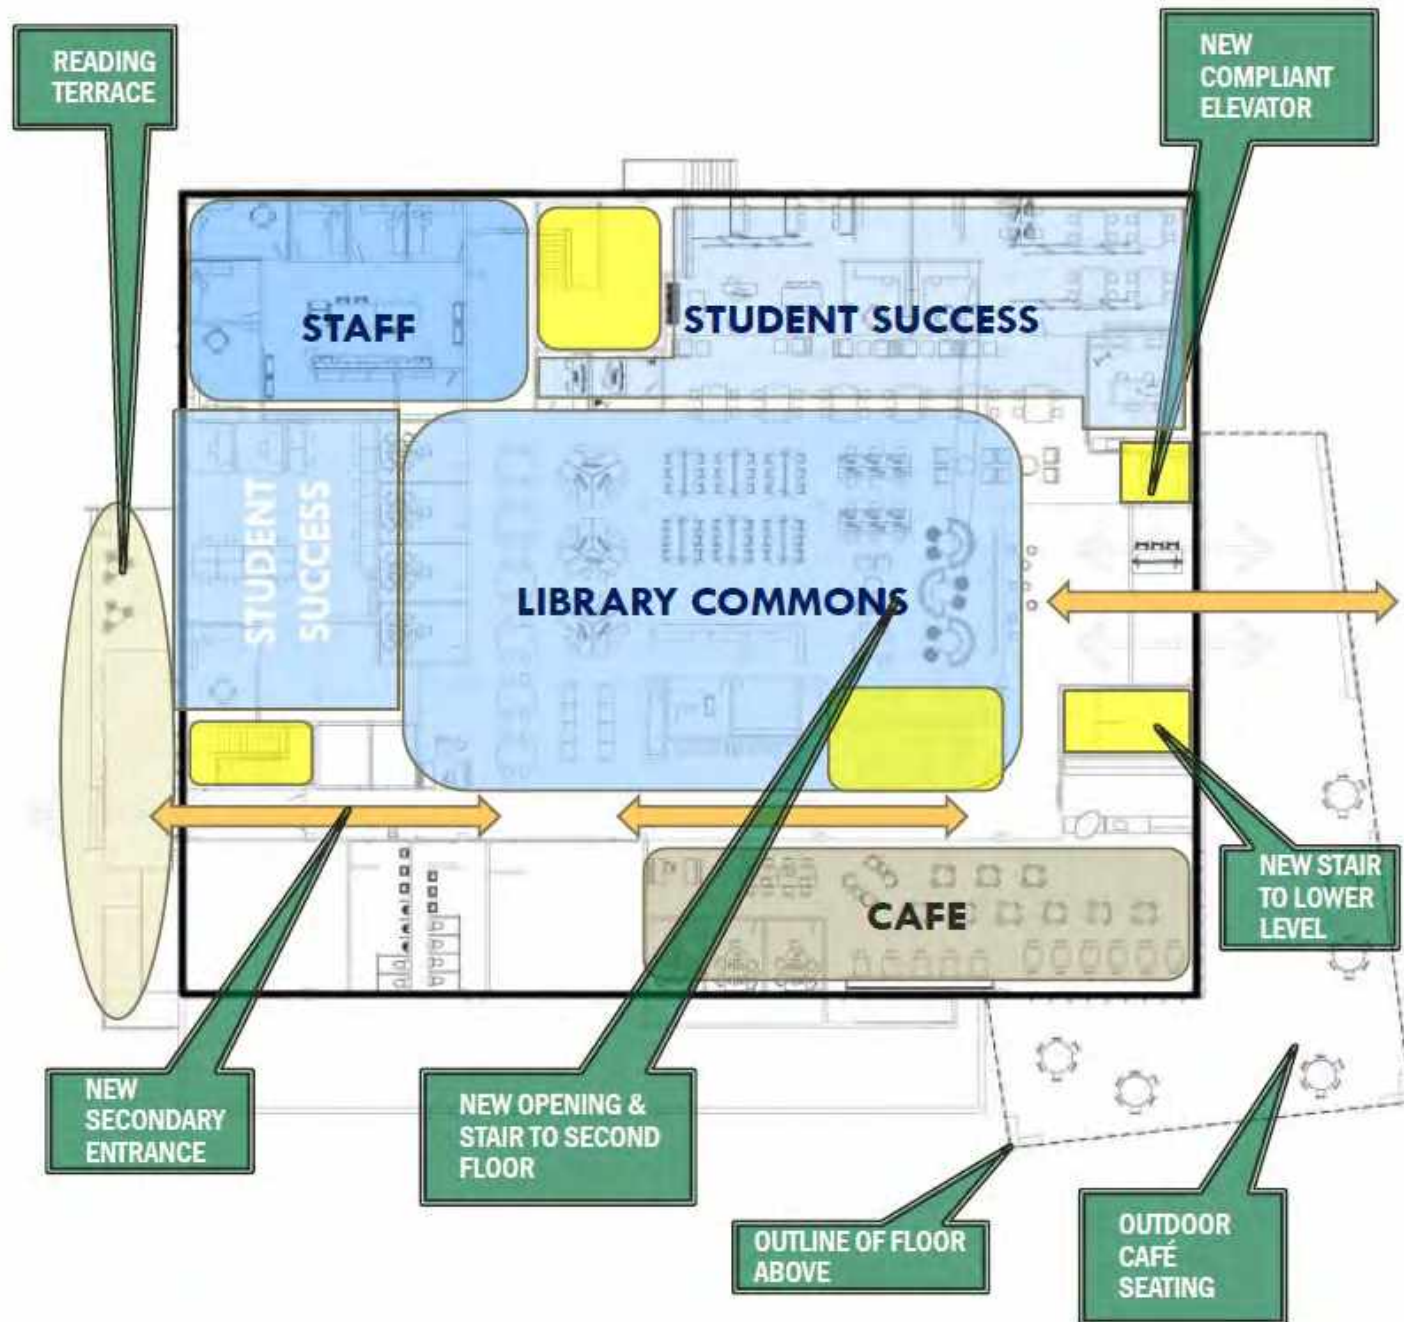 READING
TERRACE
NEW
COMPLIANT
ELEVATOR
STAFF
STUDENT SUCCESS
STUDENT
SUCCESS
LIBRARY COMMONS
CAFE
NEW STAIR
TO LOWER
LEVEL
NEW
SECONDARY
ENTRANCE
NEW OPENING &
STAIR TO SECOND
FLOOR
OUTLINE OF FLOOR
ABOVE
OUTDOOR
CAFÉ
SEATING